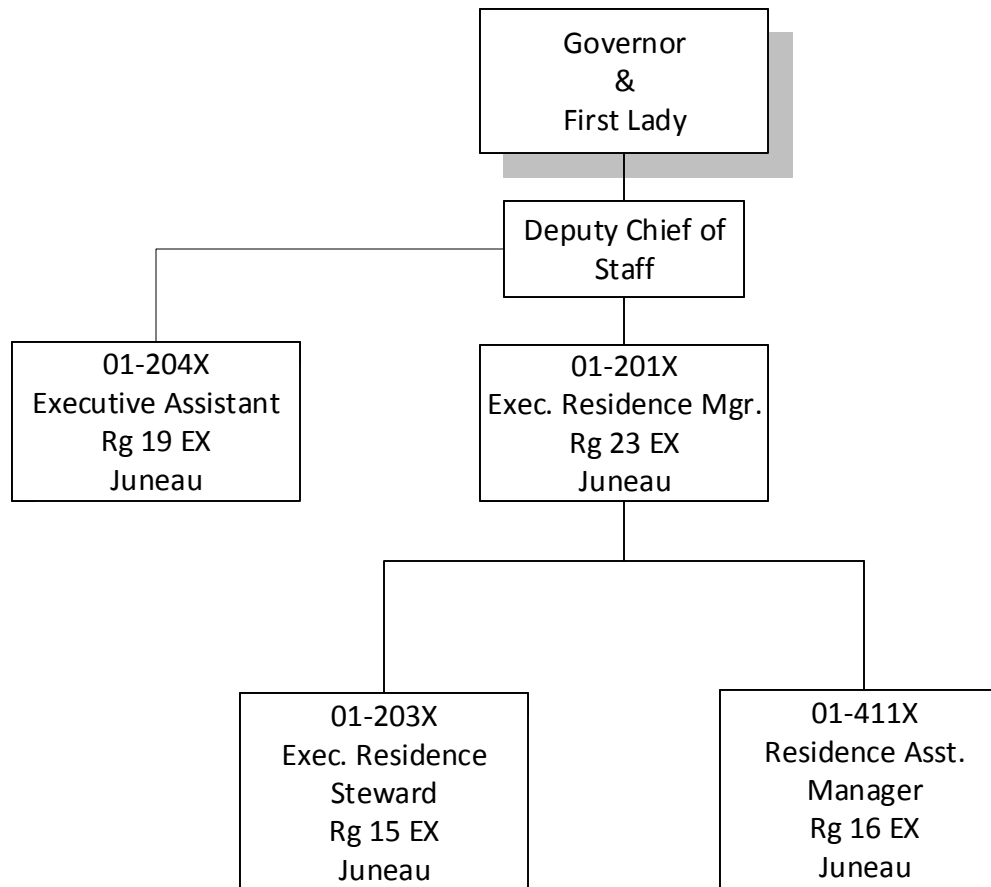 Governor
&
First Lady
Deputy Chief of
Staff
01-204X
Executive Assistant
Rg 19 EX
Juneau
01-201X
Exec. Residence Mgr.
Rg 23 EX
Juneau
01-203X
Exec. Residence
Steward
Rg 15 EX
Juneau
01-411X
Residence Asst.
Manager
Rg 16 EX
Juneau